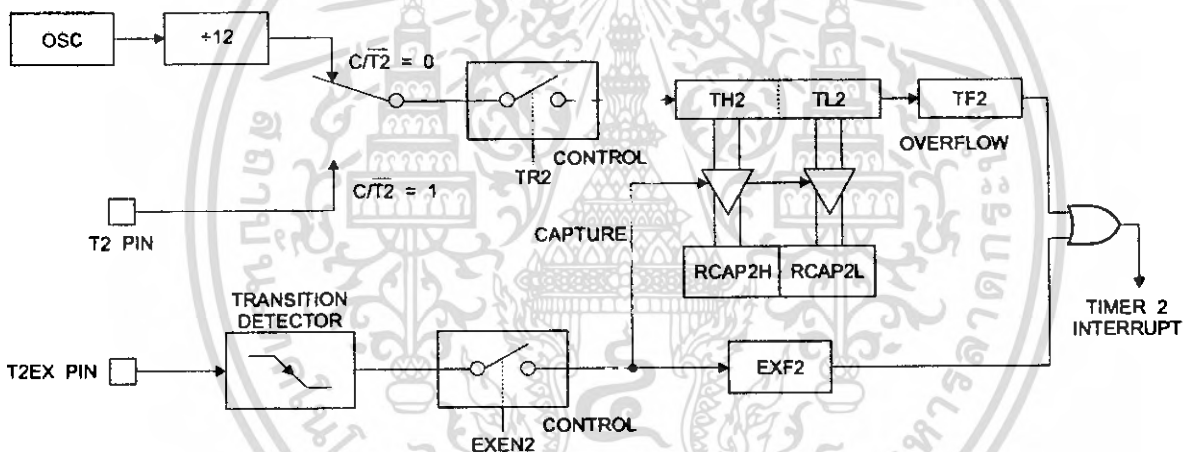 OSC
÷12
C/T2̅ = 0
TH2
TL2
TF2
OVERFLOW
CONTROL
TR2
C/T2̅ = 1
T2 PIN
CAPTURE
RCAP2H
RCAP2L
TIMER 2
INTERRUPT
TRANSITION
DETECTOR
T2EX PIN
EXF2
CONTROL
EXEN2